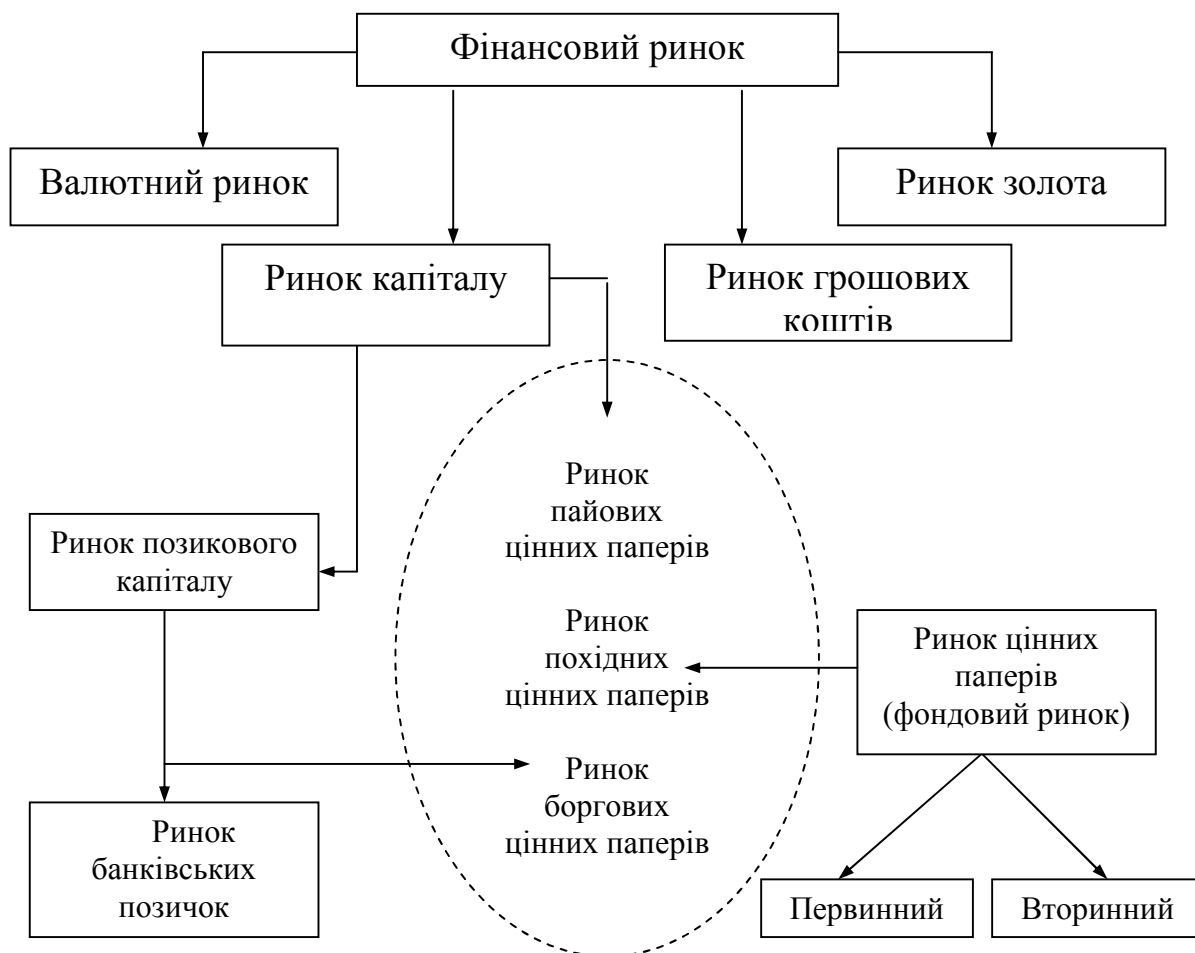 Фінансовий ринок
Валютний ринок
Ринок золота
Ринок капіталу
Ринок грошових
коштів
Ринок
пайових
цінних паперів
Ринок позикового
капіталу
Ринок
похідних
цінних паперів
Ринок цінних
паперів
(фондовий ринок)
Ринок
боргових
цінних паперів
Ринок
банківських
позичок
Первинний
Вторинний